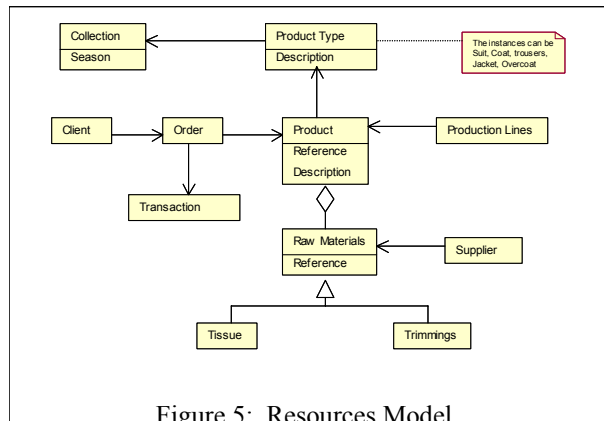 Collection
Season
Product Type
Description
The instances can be
Suit, Coat, trousers,
Jacket, Overcoat
Client
Order
Product
Reference
Description
Production Lines
Transaction
Raw Materials
Reference
Supplier
Tissue
Trimmings
Figure 5: Resources Model